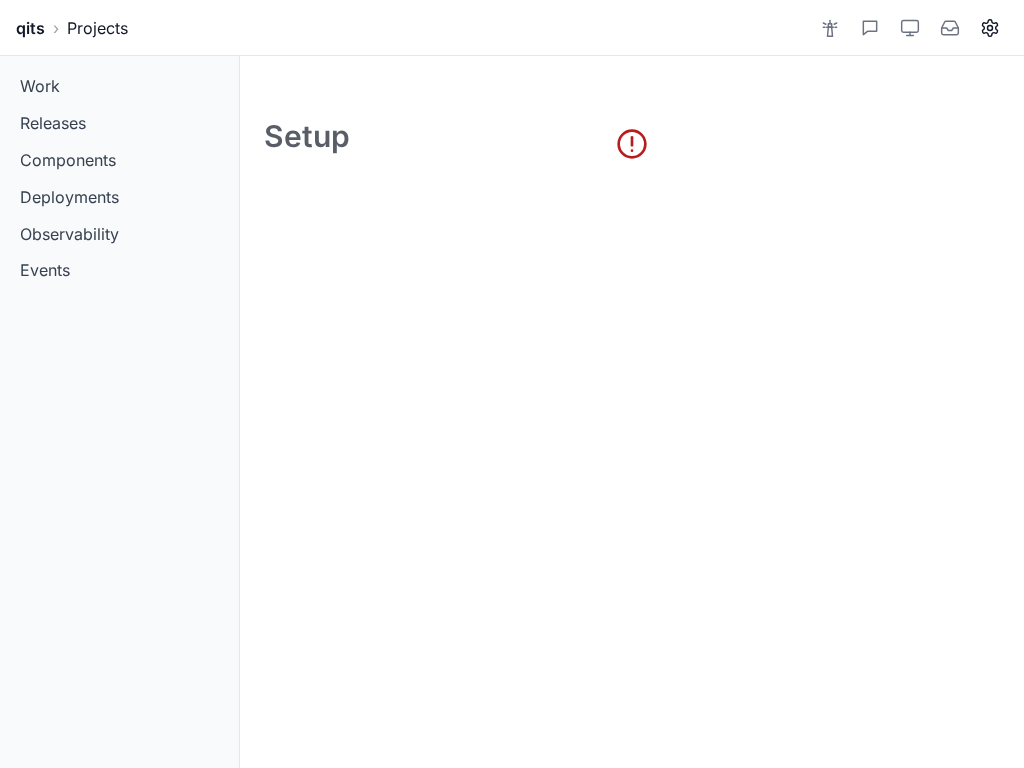 qits › Projects
Work
Releases
Components
Deployments
Observability
Events
Setup